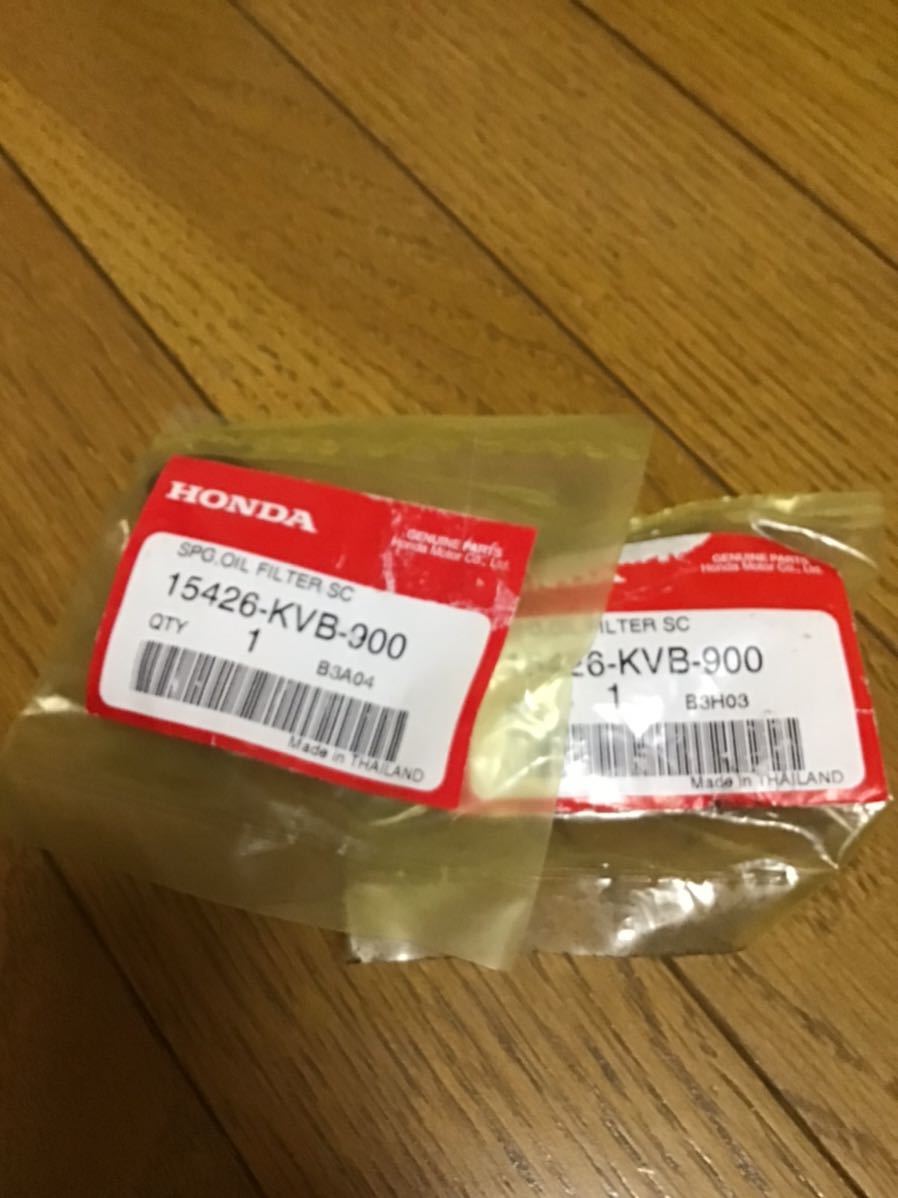 HONDA
GENUINE PARTS
Honda Motor Co., Ltd.
SPG,OIL FILTER SC
15426-KVB-900
QTY 1 B3A04
Made in THAILAND
GENUINE PARTS
Honda Motor Co., Ltd.
FILTER SC
26-KVB-900
1 B3H03
Made in THAILAND